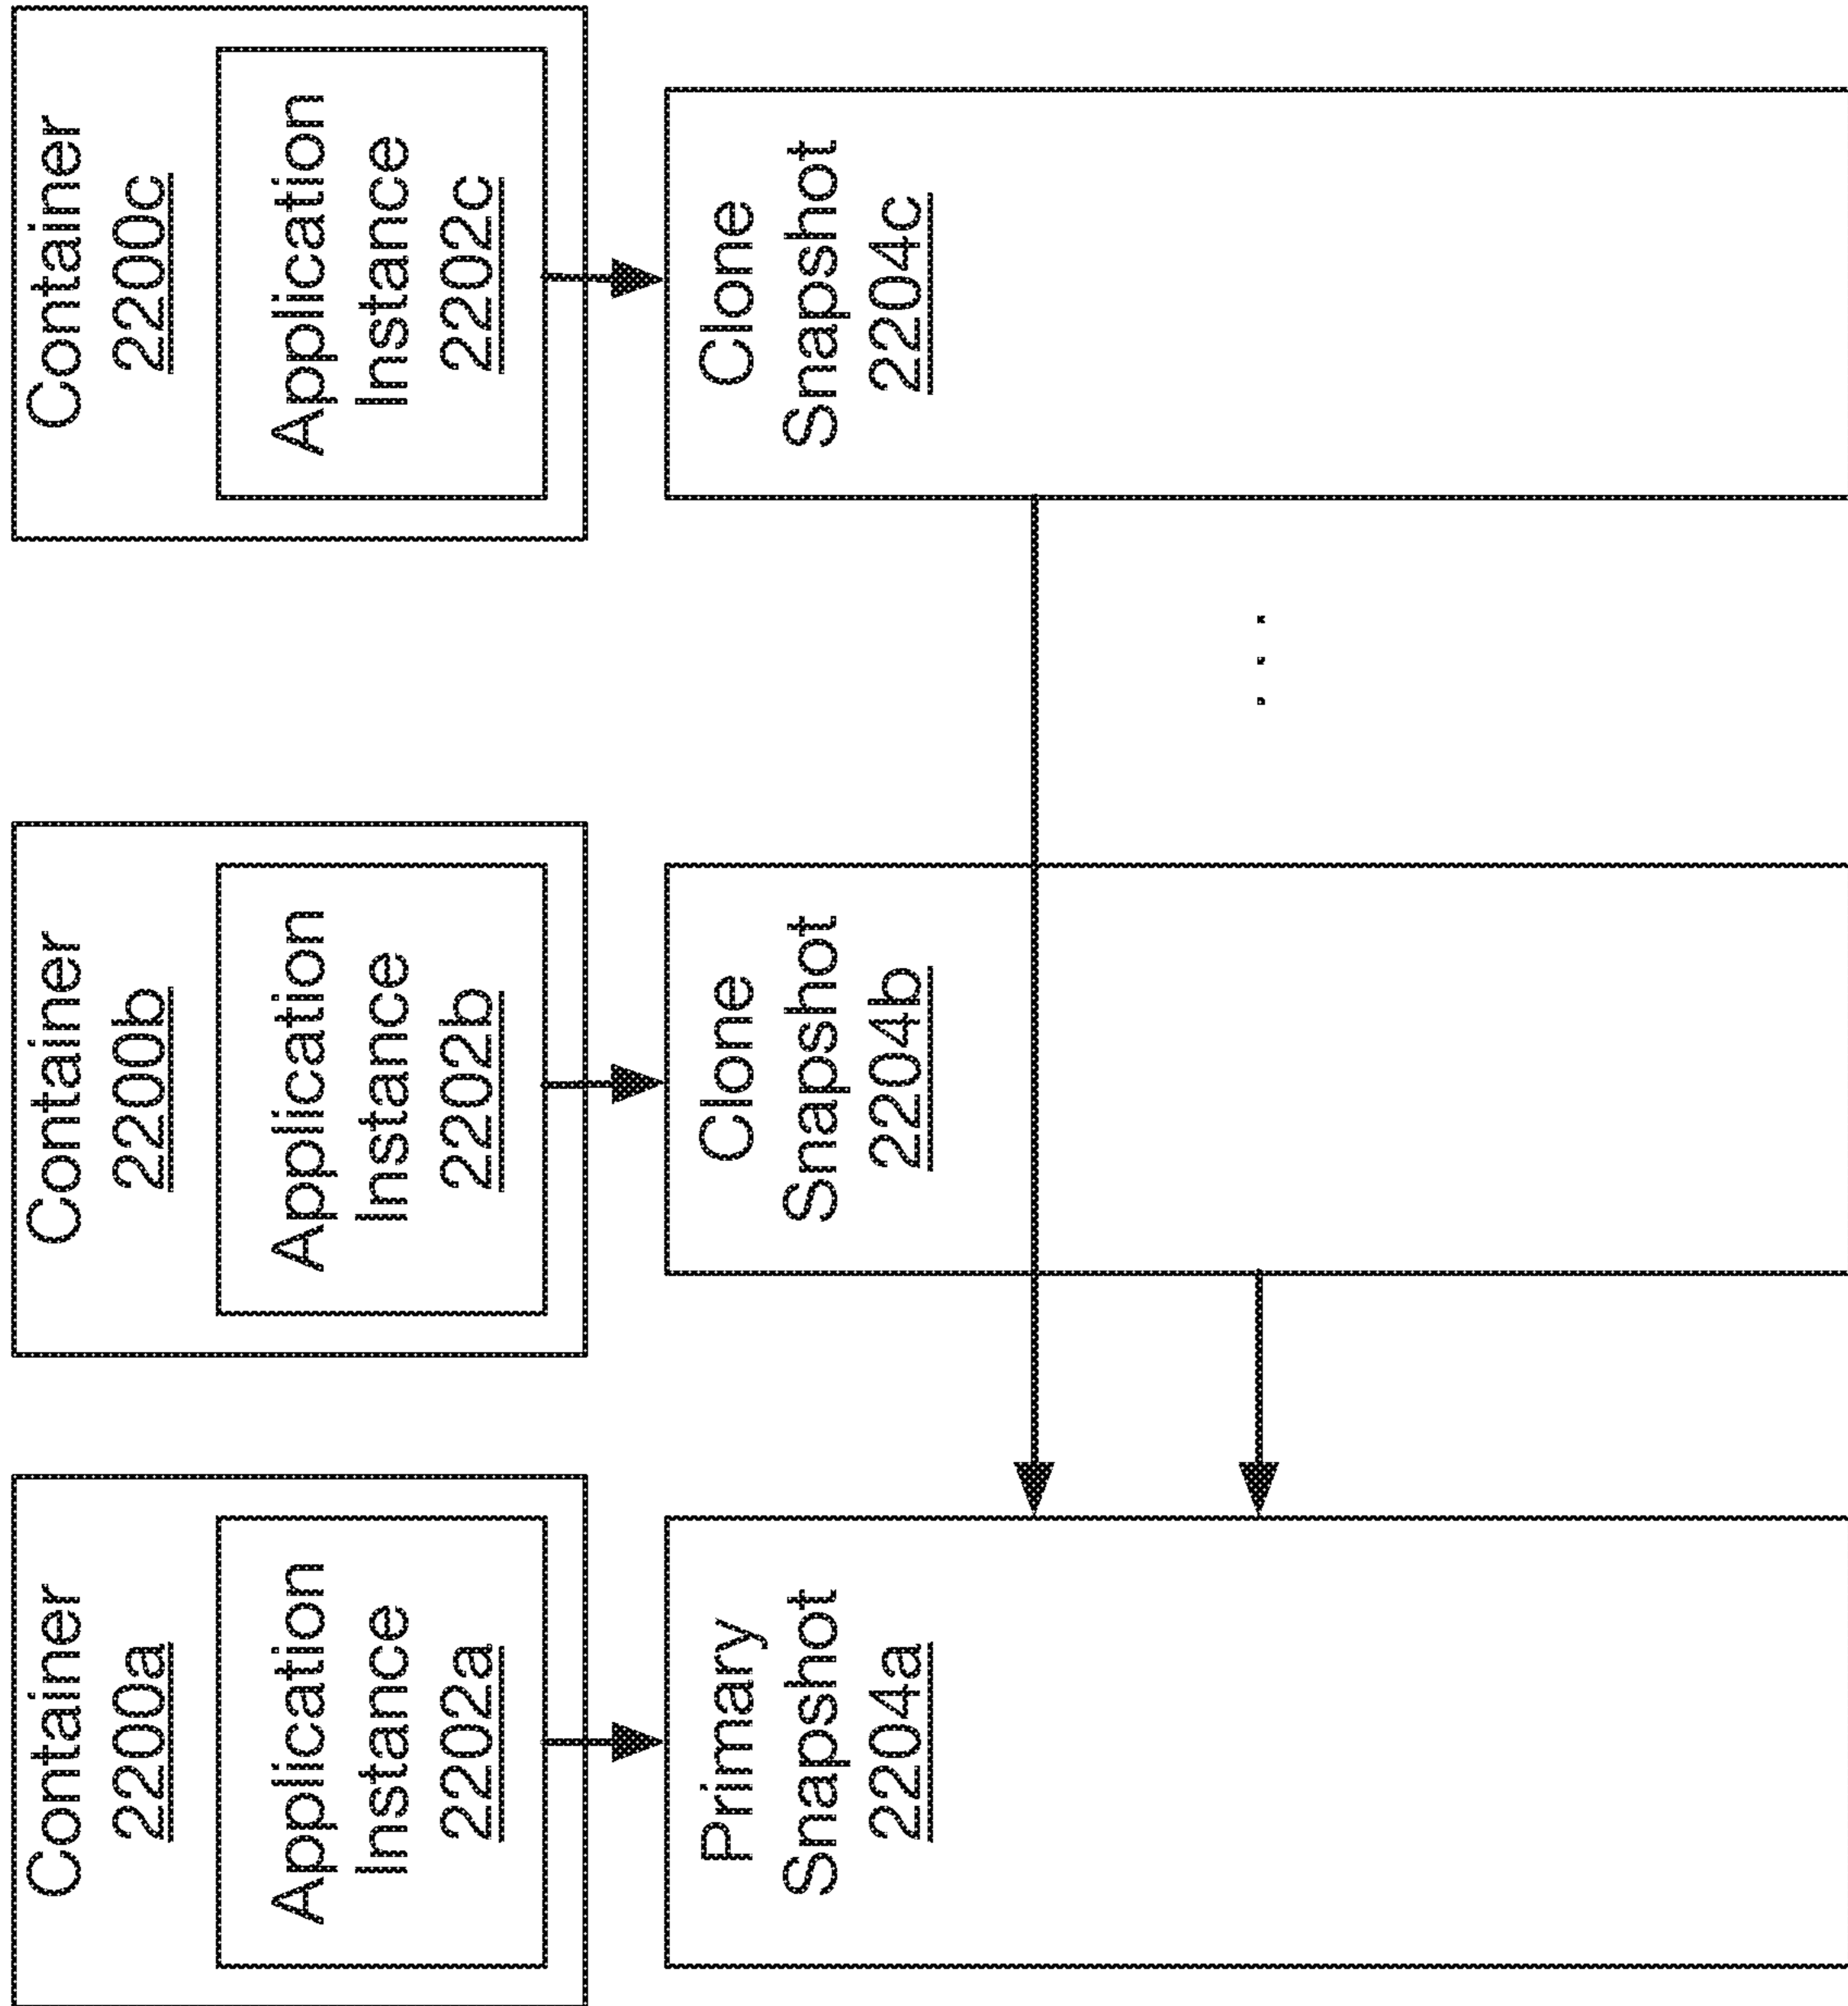 Container
2200a
Application
Instance
2202a
Primary
Snapshot
2204a
Container
2200b
Application
Instance
2202b
Clone
Snapshot
2204b
. . .
Container
2200c
Application
Instance
2202c
Clone
Snapshot
2204c